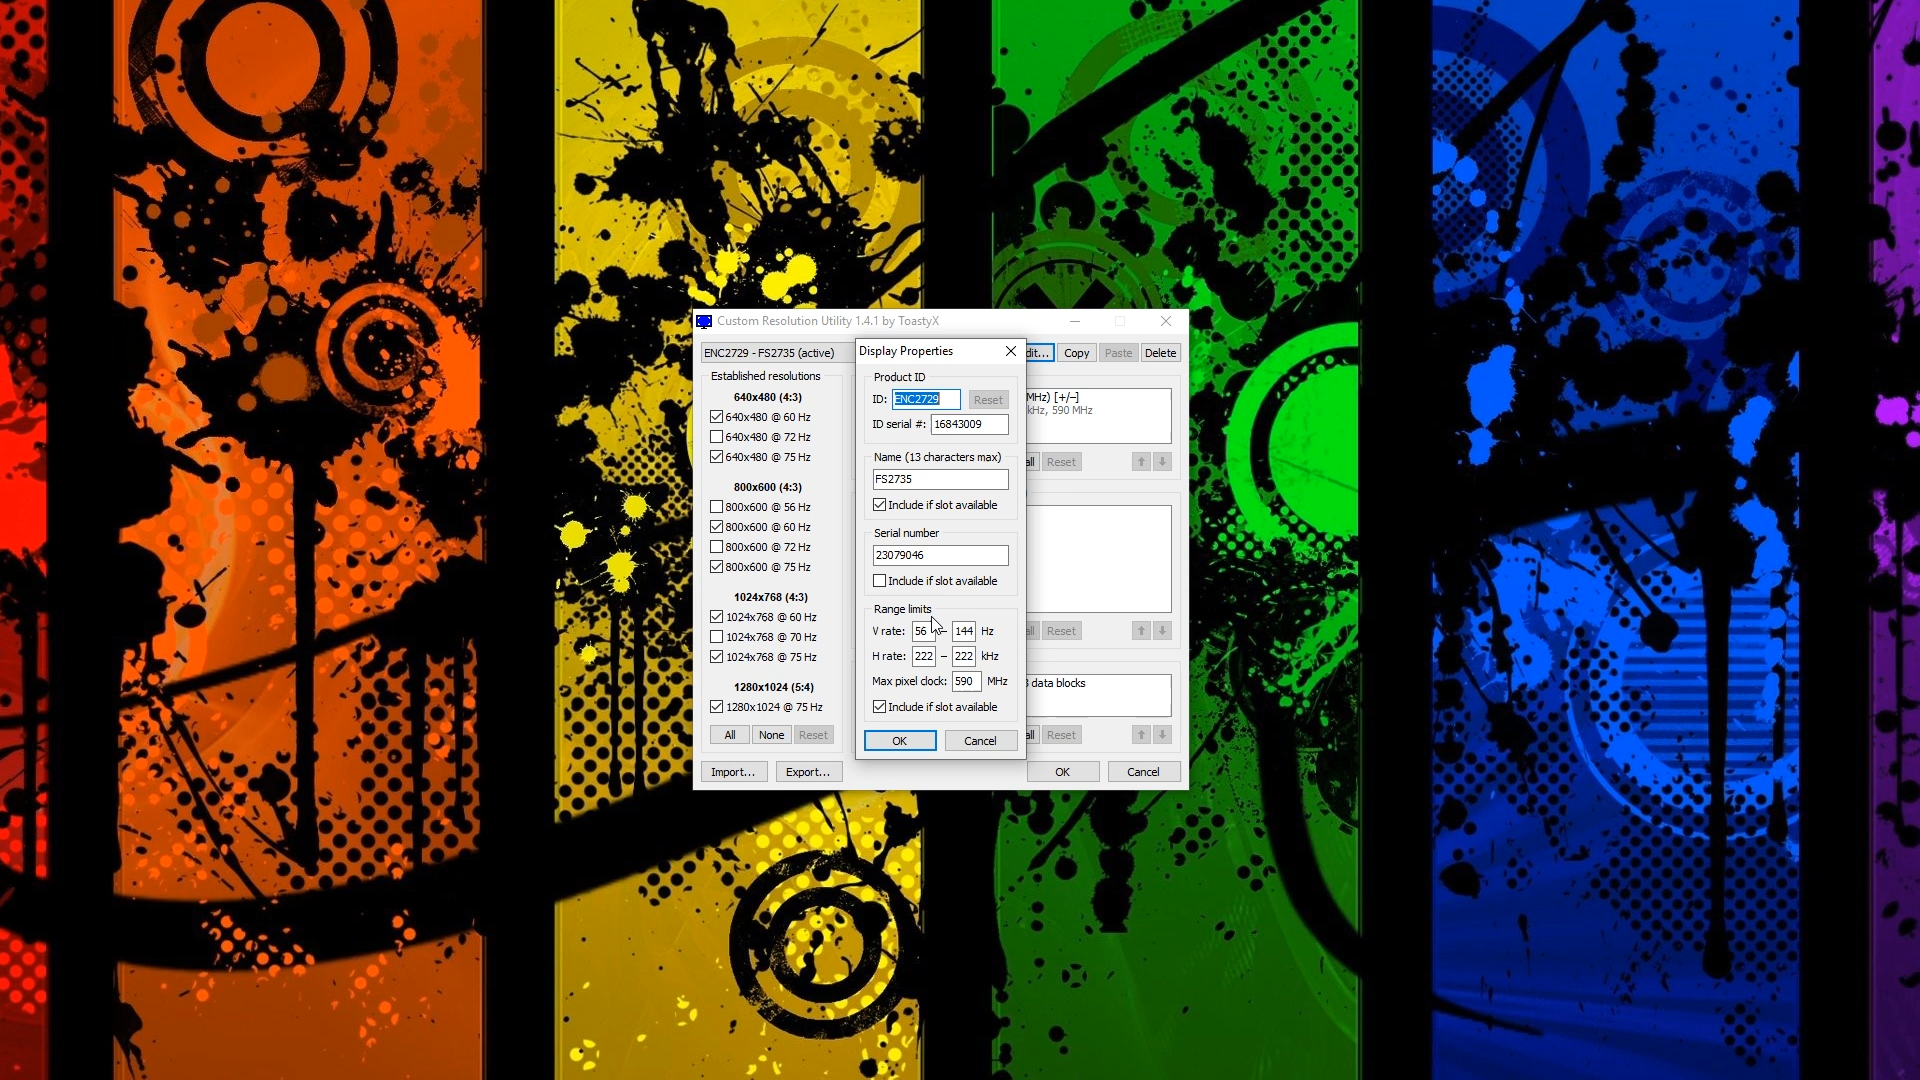 Custom Resolution Utility 1.4.1 by ToastyX
ENC2729 - FS2735 (active)
dit...
Copy
Paste
Delete
Established resolutions
640x480 (4:3)
640x480 @ 60 Hz
640x480 @ 72 Hz
640x480 @ 75 Hz
800x600 (4:3)
800x600 @ 56 Hz
800x600 @ 60 Hz
800x600 @ 72 Hz
800x600 @ 75 Hz
1024x768 (4:3)
1024x768 @ 60 Hz
1024x768 @ 70 Hz
1024x768 @ 75 Hz
1280x1024 (5:4)
1280x1024 @ 75 Hz
All
None
Reset
Import...
Export...
Display Properties
Product ID
ID: ENC2729
Reset
ID serial #: 16843009
Name (13 characters max)
FS2735
Include if slot available
Serial number
23079046
Include if slot available
Range limits
V rate: 56 – 144 Hz
H rate: 222 – 222 kHz
Max pixel clock: 590 MHz
Include if slot available
OK
Cancel
MHz) [+/–]
kHz, 590 MHz
all
Reset
all
Reset
3 data blocks
all
Reset
OK
Cancel